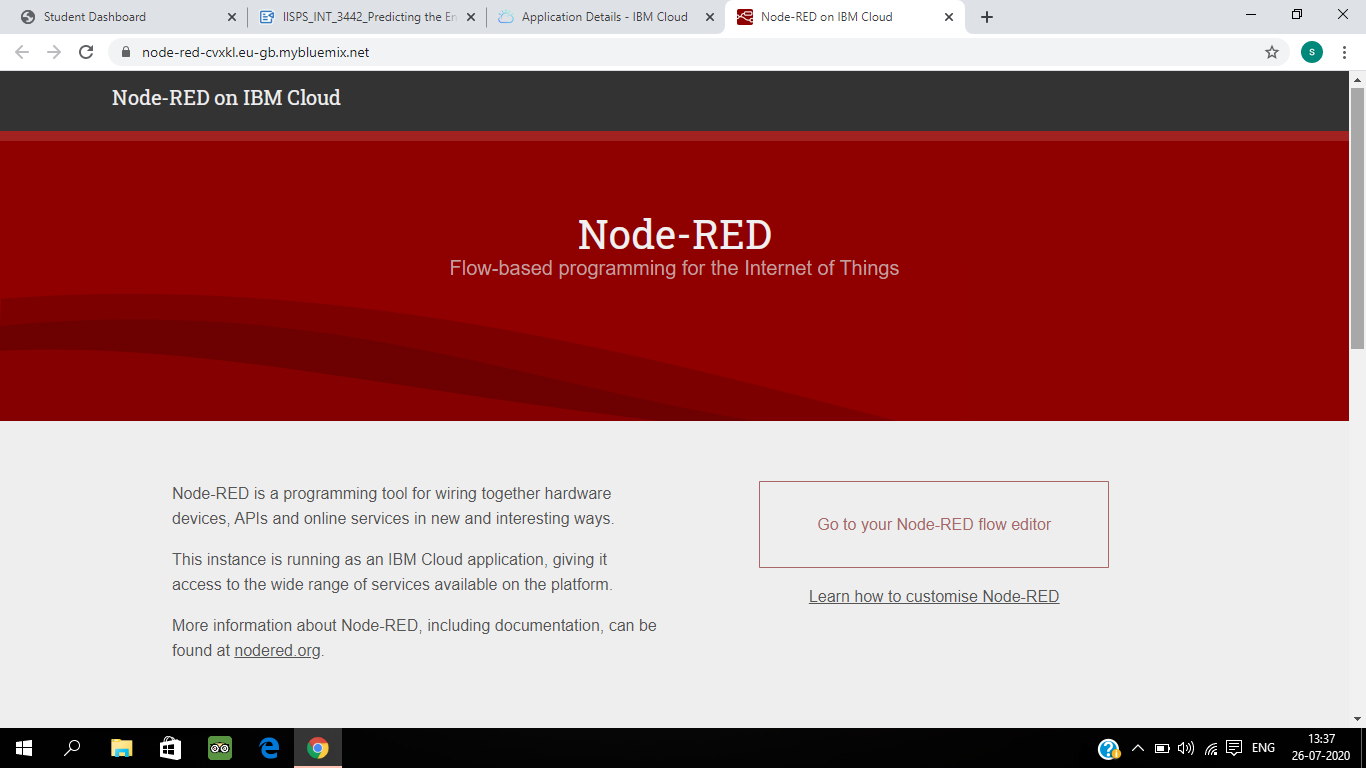 Student Dashboard
IISPS_INT_3442_Predicting the En
Application Details - IBM Cloud
Node-RED on IBM Cloud
node-red-cvxkl.eu-gb.mybluemix.net
s
Node-RED on IBM Cloud
Node-RED
Flow-based programming for the Internet of Things
Node-RED is a programming tool for wiring together hardware
devices, APIs and online services in new and interesting ways.
This instance is running as an IBM Cloud application, giving it
access to the wide range of services available on the platform.
More information about Node-RED, including documentation, can be
found at nodered.org.
Go to your Node-RED flow editor
Learn how to customise Node-RED
ENG
13:37
26-07-2020